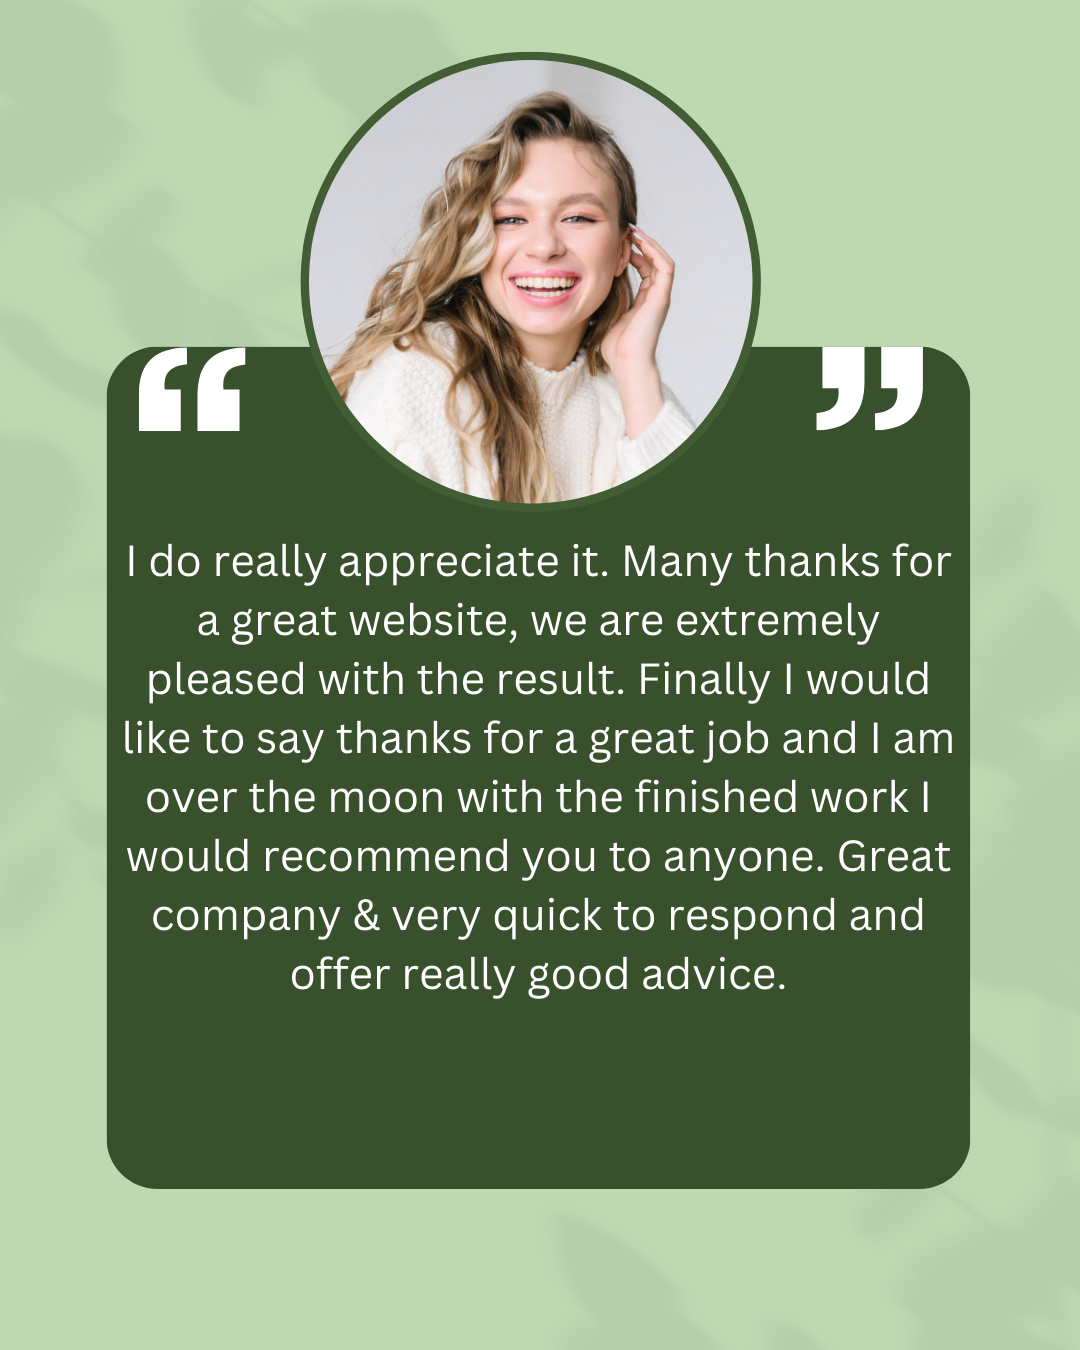 “ ”
I do really appreciate it. Many thanks for
a great website, we are extremely
pleased with the result. Finally I would
like to say thanks for a great job and I am
over the moon with the finished work I
would recommend you to anyone. Great
company & very quick to respond and
offer really good advice.